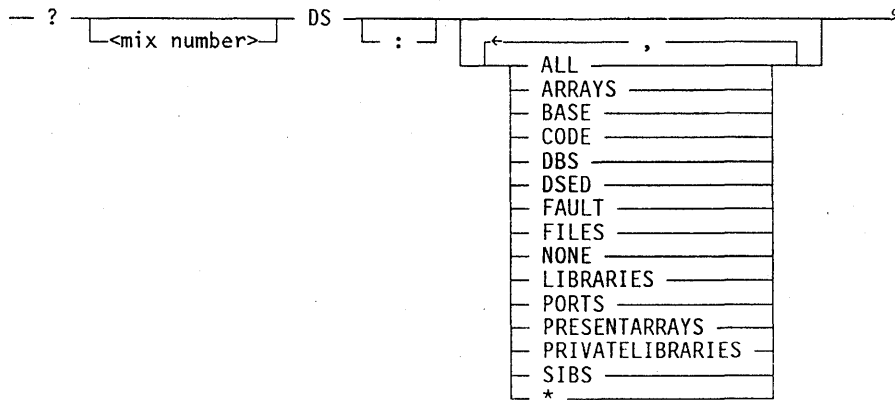 ? <mix number> DS : %
,
ALL
ARRAYS
BASE
CODE
DBS
DSED
FAULT
FILES
NONE
LIBRARIES
PORTS
PRESENTARRAYS
PRIVATELIBRARIES
SIBS
*